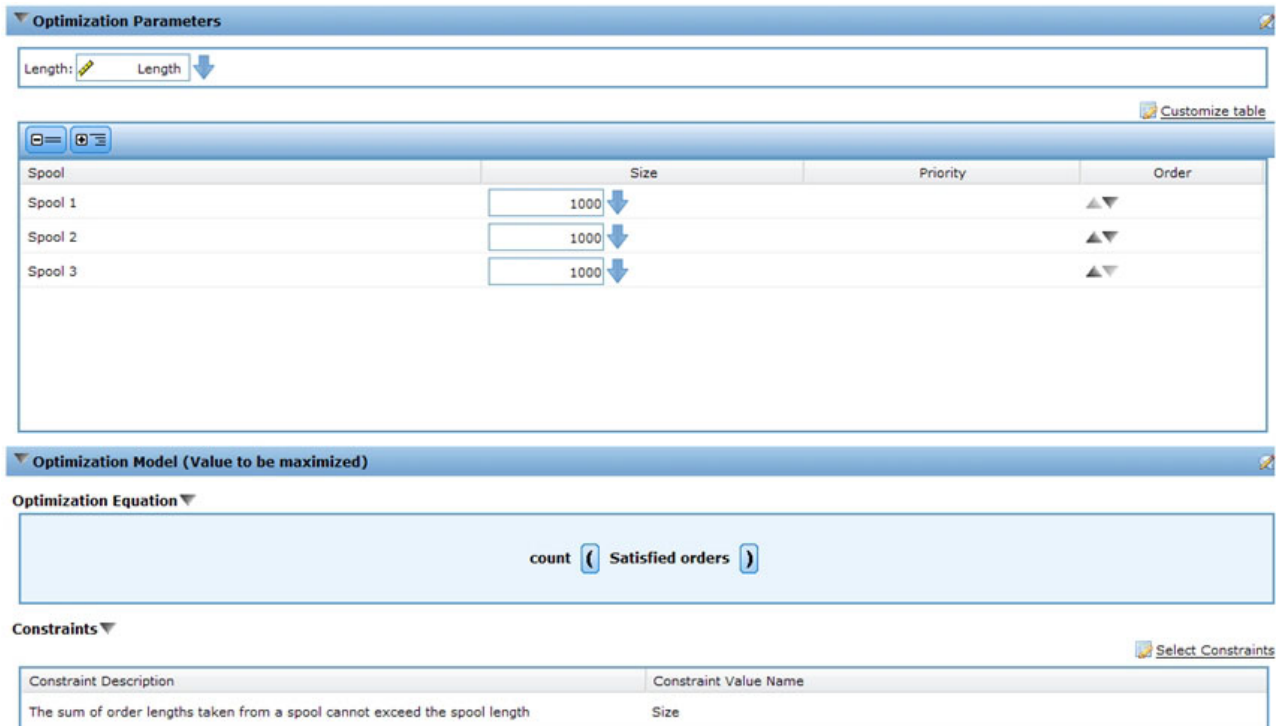 Optimization Parameters
Length: Length
Customize table
Spool Size Priority Order
Spool 1 1000
Spool 2 1000
Spool 3 1000
Optimization Model (Value to be maximized)
Optimization Equation
count ( Satisfied orders )
Constraints
Select Constraints
Constraint Description Constraint Value Name
The sum of order lengths taken from a spool cannot exceed the spool length Size